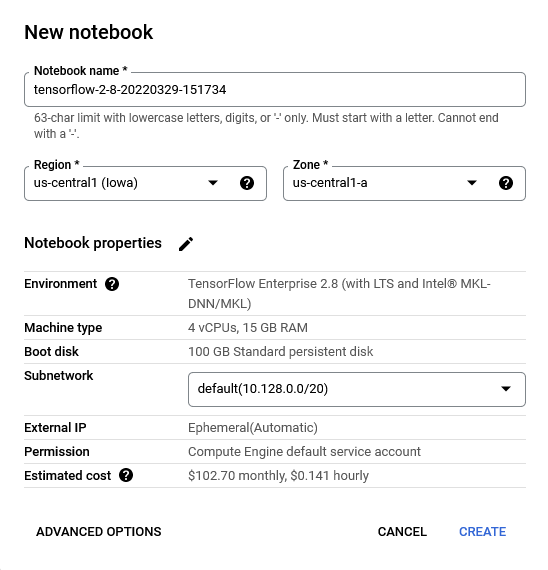 New notebook
Notebook name *
tensorflow-2-8-20220329-151734
63-char limit with lowercase letters, digits, or '-' only. Must start with a letter. Cannot end
with a '-'.
Region *
us-central1 (Iowa)
Zone *
us-central1-a
Notebook properties
Environment
TensorFlow Enterprise 2.8 (with LTS and Intel® MKL-
DNN/MKL)
Machine type
4 vCPUs, 15 GB RAM
Boot disk
100 GB Standard persistent disk
Subnetwork
default(10.128.0.0/20)
External IP
Ephemeral(Automatic)
Permission
Compute Engine default service account
Estimated cost
$102.70 monthly, $0.141 hourly
ADVANCED OPTIONS
CANCEL
CREATE